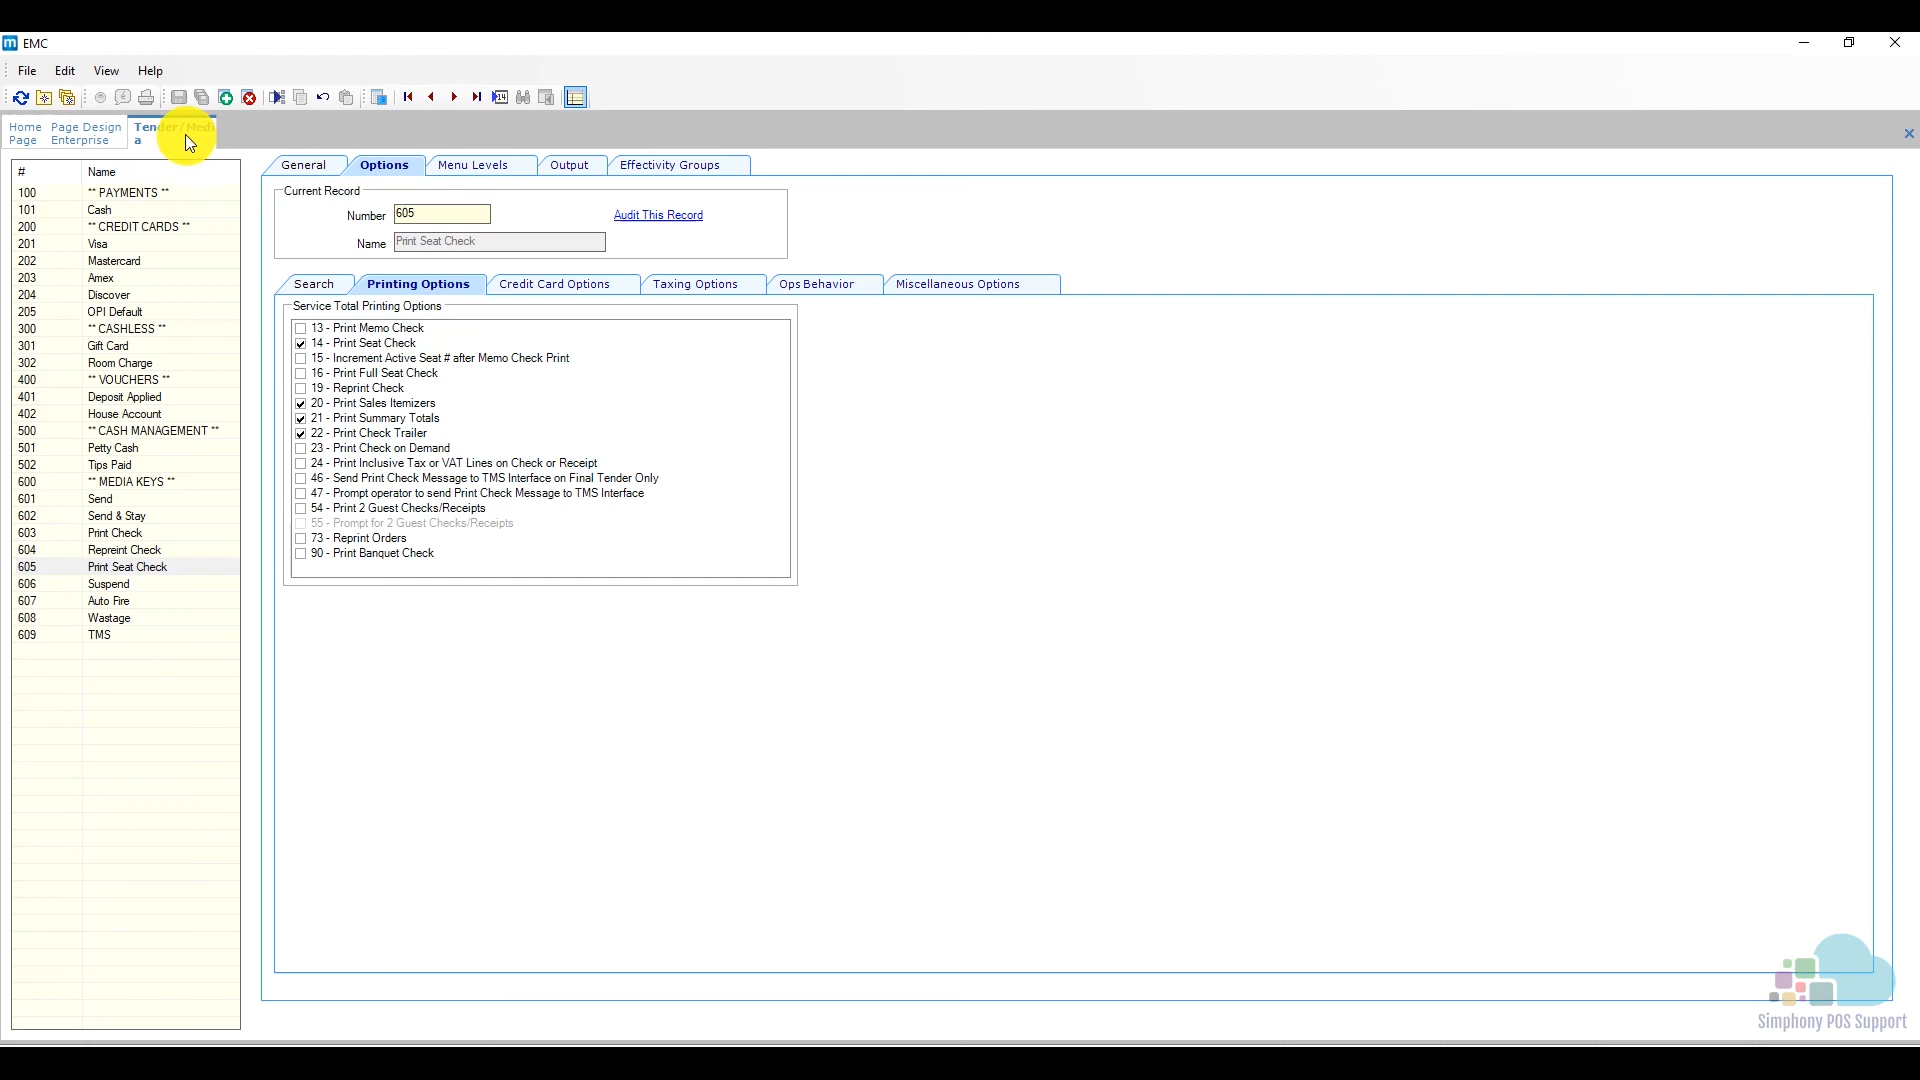 EMC
File Edit View Help
Home Page
Page Design Enterprise
Tender/Media
# Name
100 ** PAYMENTS **
101 Cash
200 ** CREDIT CARDS **
201 Visa
202 Mastercard
203 Amex
204 Discover
205 OPI Default
300 ** CASHLESS **
301 Gift Card
302 Room Charge
400 ** VOUCHERS **
401 Deposit Applied
402 House Account
500 ** CASH MANAGEMENT **
501 Petty Cash
502 Tips Paid
600 ** MEDIA KEYS **
601 Send
602 Send & Stay
603 Print Check
604 Repreint Check
605 Print Seat Check
606 Suspend
607 Auto Fire
608 Wastage
609 TMS
General Options Menu Levels Output Effectivity Groups
Current Record
Number 605 Audit This Record
Name Print Seat Check
Search Printing Options Credit Card Options Taxing Options Ops Behavior Miscellaneous Options
Service Total Printing Options
13 - Print Memo Check
14 - Print Seat Check
15 - Increment Active Seat # after Memo Check Print
16 - Print Full Seat Check
19 - Reprint Check
20 - Print Sales Itemizers
21 - Print Summary Totals
22 - Print Check Trailer
23 - Print Check on Demand
24 - Print Inclusive Tax or VAT Lines on Check or Receipt
46 - Send Print Check Message to TMS Interface on Final Tender Only
47 - Prompt operator to send Print Check Message to TMS Interface
54 - Print 2 Guest Checks/Receipts
55 - Prompt for 2 Guest Checks/Receipts
73 - Reprint Orders
90 - Print Banquet Check
Simphony POS Support